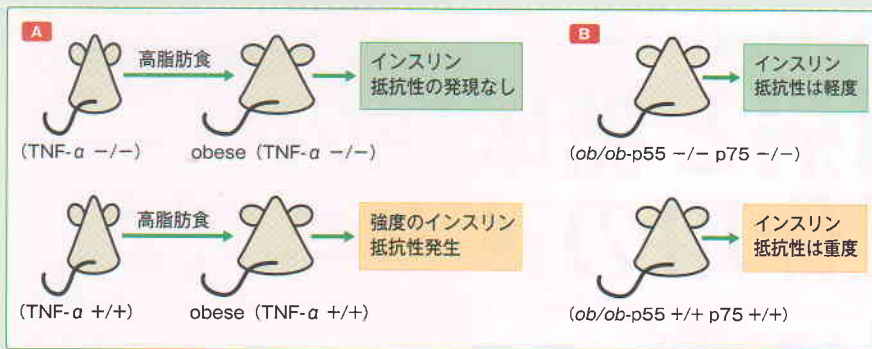 A
高脂肪食
インスリン
抵抗性の発現なし
(TNF-α −/−)
obese (TNF-α −/−)
高脂肪食
強度のインスリン
抵抗性発生
(TNF-α +/+)
obese (TNF-α +/+)
B
インスリン
抵抗性は軽度
(ob/ob-p55 −/− p75 −/−)
インスリン
抵抗性は重度
(ob/ob-p55 +/+ p75 +/+)